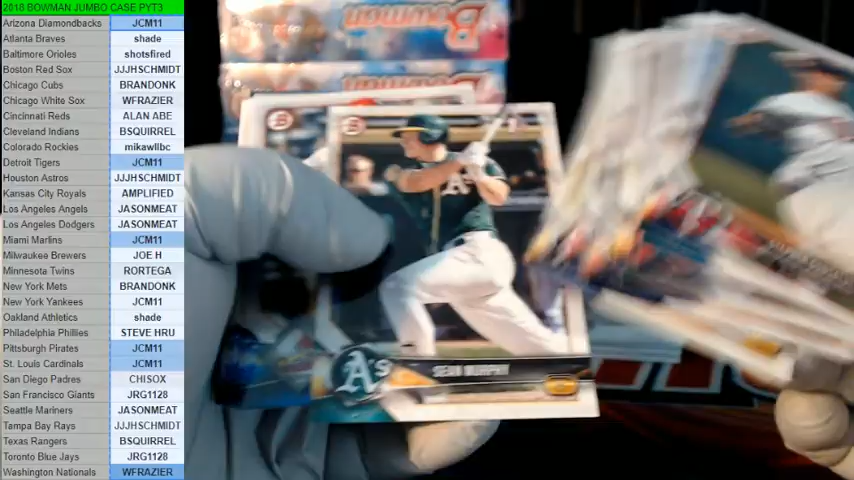 2018 BOWMAN JUMBO CASE PYT3
Arizona Diamondbacks JCM11
Atlanta Braves shade
Baltimore Orioles shotsfired
Boston Red Sox JJJHSCHMIDT
Chicago Cubs BRANDONK
Chicago White Sox WFRAZIER
Cincinnati Reds ALAN ABE
Cleveland Indians BSQUIRREL
Colorado Rockies mikawllbc
Detroit Tigers JCM11
Houston Astros JJJHSCHMIDT
Kansas City Royals AMPLIFIED
Los Angeles Angels JASONMEAT
Los Angeles Dodgers JASONMEAT
Miami Marlins JCM11
Milwaukee Brewers JOE H
Minnesota Twins RORTEGA
New York Mets BRANDONK
New York Yankees JCM11
Oakland Athletics shade
Philadelphia Phillies STEVE HRU
Pittsburgh Pirates JCM11
St. Louis Cardinals JCM11
San Diego Padres CHISOX
San Francisco Giants JRG1128
Seattle Mariners JASONMEAT
Tampa Bay Rays JJJHSCHMIDT
Texas Rangers BSQUIRREL
Toronto Blue Jays JRG1128
Washington Nationals WFRAZIER
Bowman
Bowman
B
B
A's
A's
SEAN MURPHY